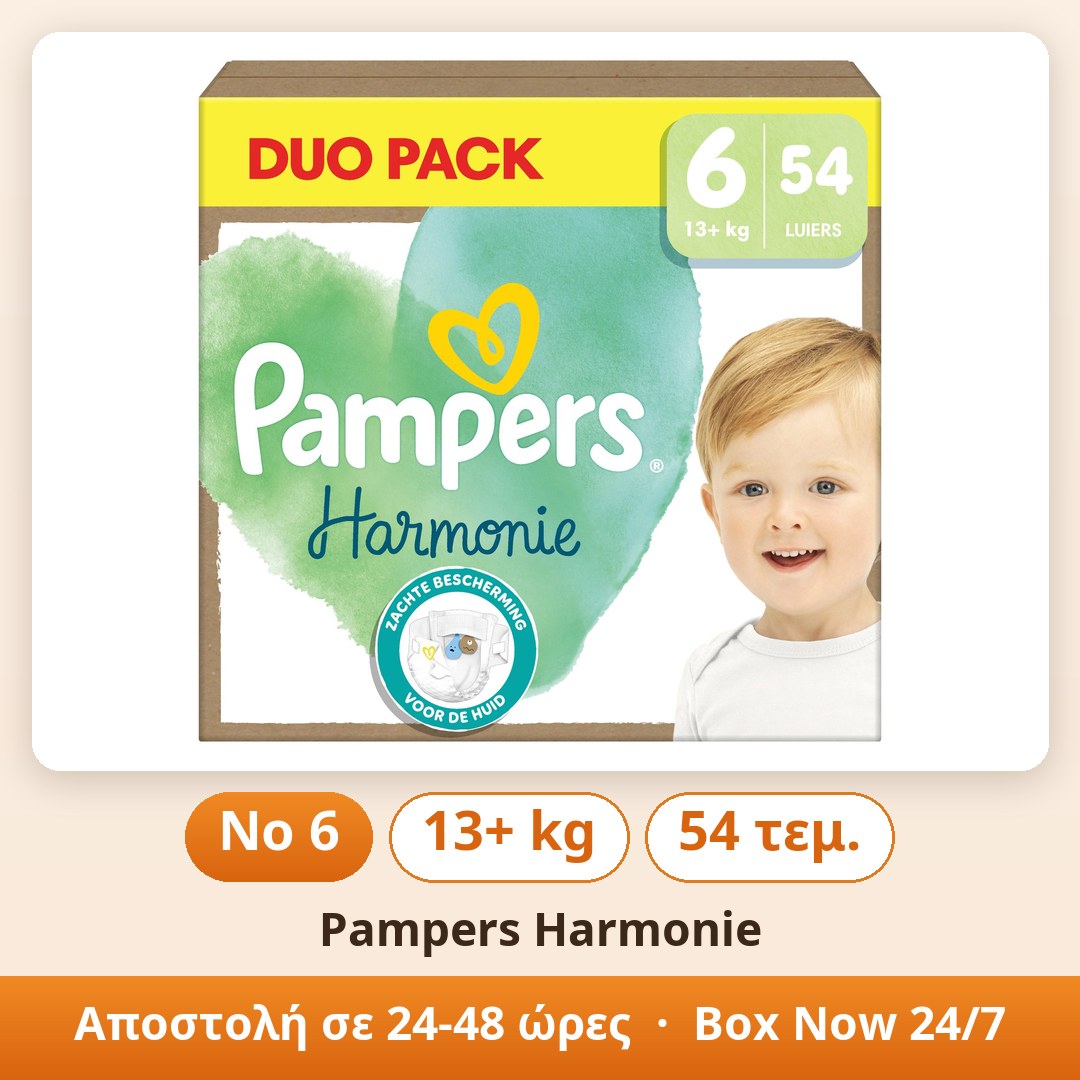 DUO PACK
6
13+ kg
54
LUIERS
Pampers®
Harmonie
ZACHTE BESCHERMING
VOOR DE HUID
No 6
13+ kg
54 τεμ.
Pampers Harmonie
Αποστολή σε 24-48 ώρες · Box Now 24/7